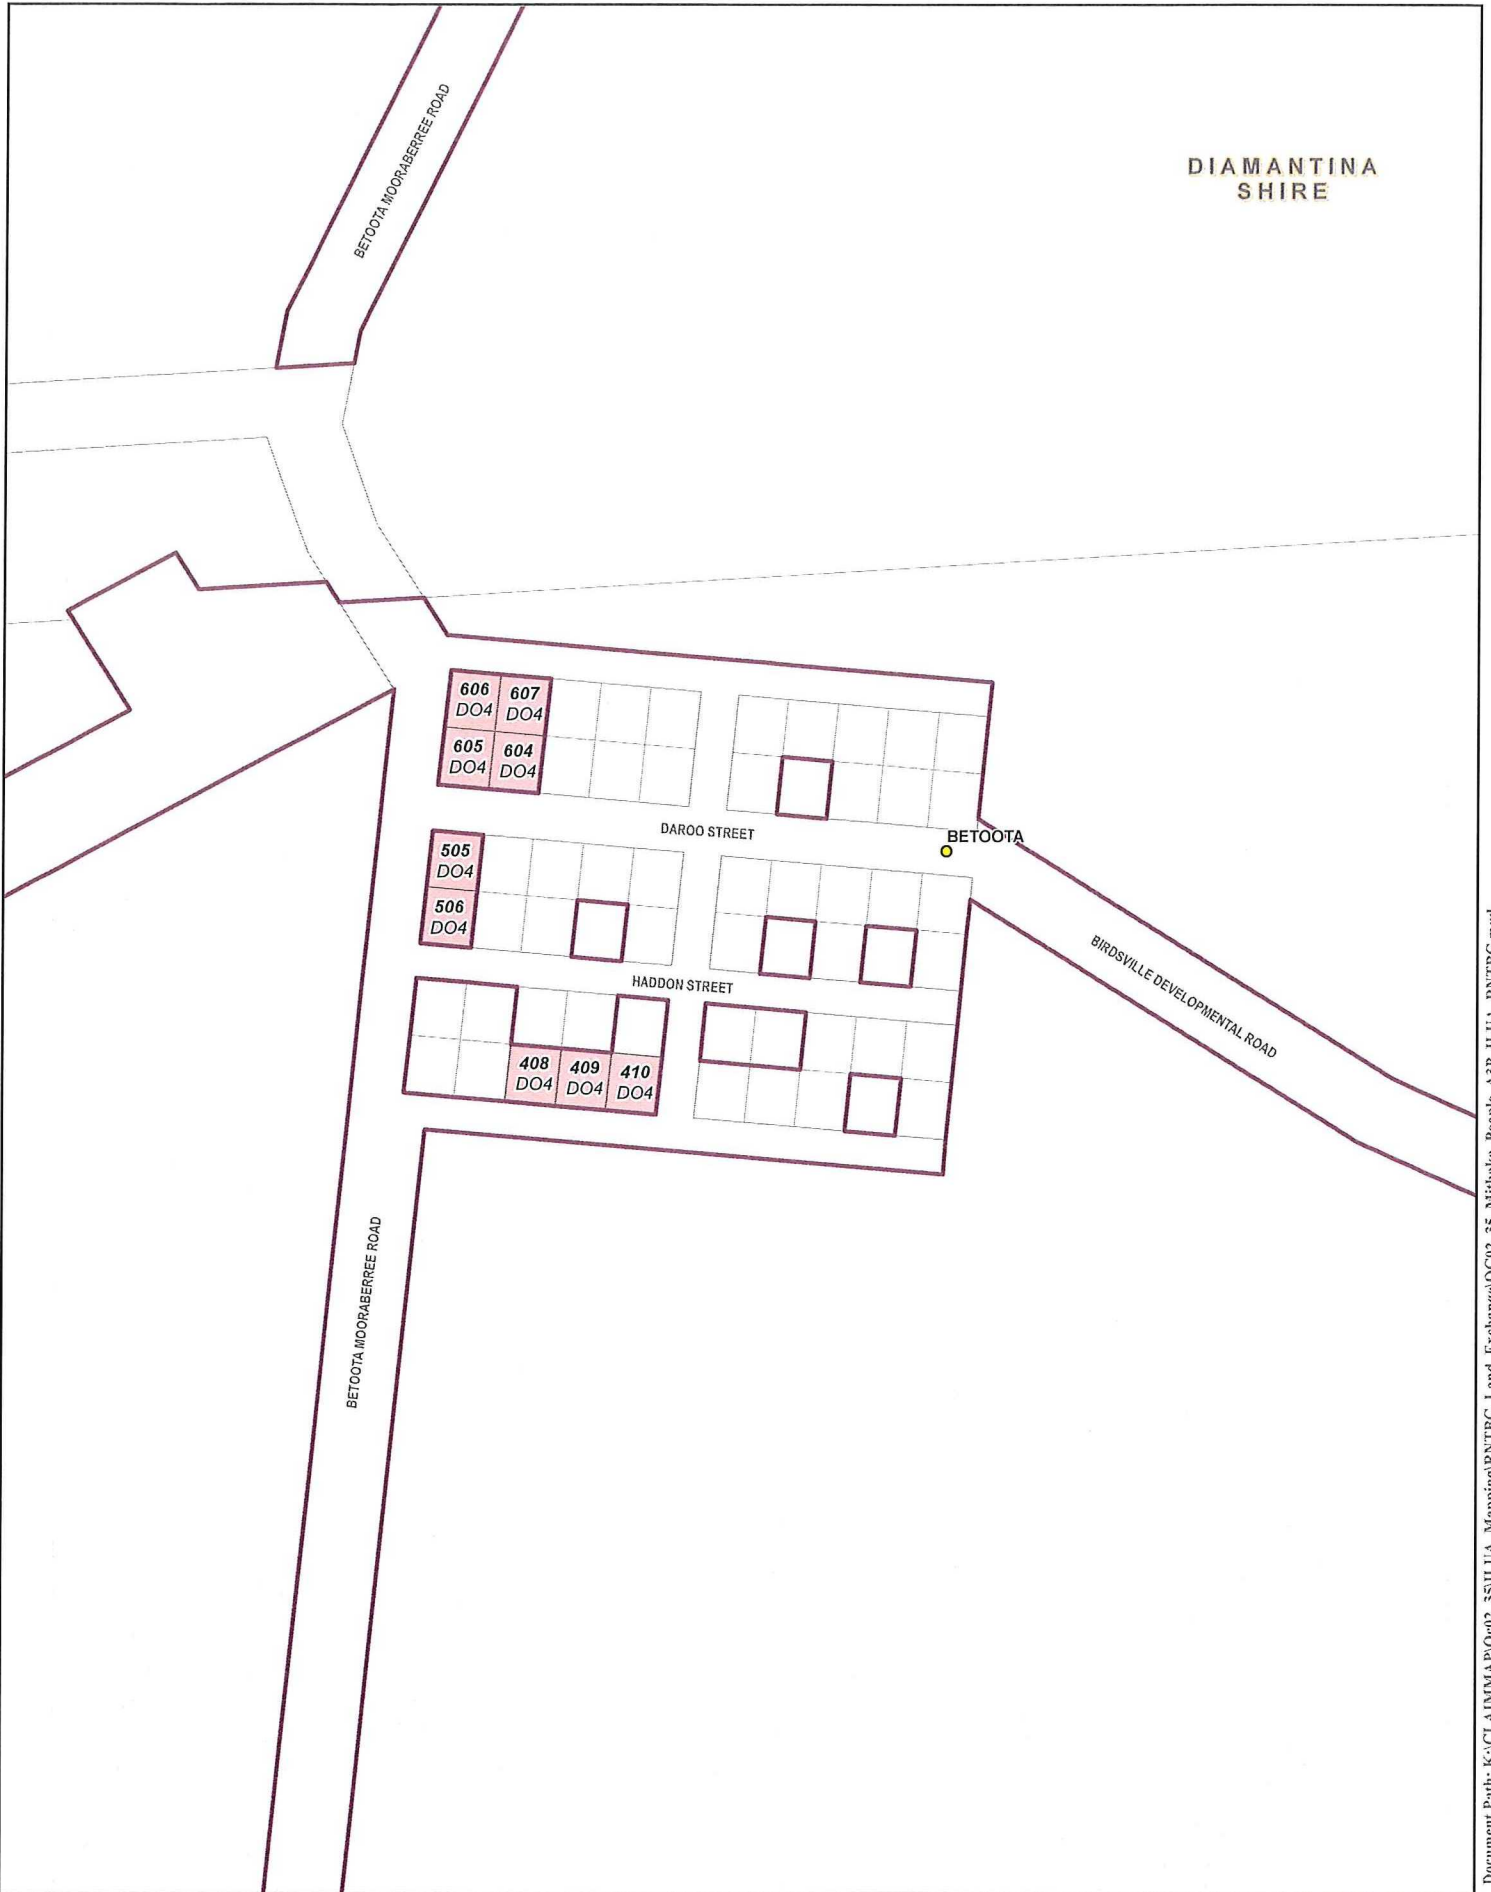 BETOOTA MOORABERREE ROAD
DIAMANTINA
SHIRE
606
DO4
607
DO4
605
DO4
604
DO4
DAROO STREET
BETOOTA
505
DO4
506
DO4
HADDON STREET
BIRDSVILLE DEVELOPMENTAL ROAD
408
DO4
409
DO4
410
DO4
BETOOTA MOORABERREE ROAD